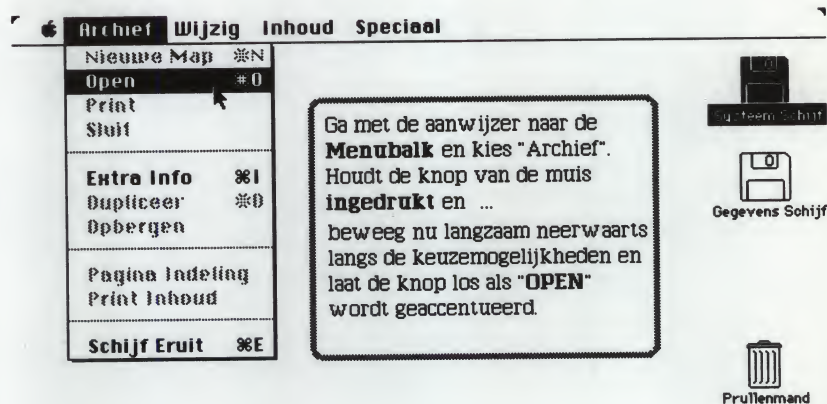 Archief Wijzig Inhoud Speciaal
Nieuwe Map ⌘N
Open ⌘O
Print
Sluit
Extra Info ⌘I
Dupliceer ⌘D
Opbergen
Pagina Indeling
Print Inhoud
Schijf Eruit ⌘E
Ga met de aanwijzer naar de
Menubalk en kies "Archief".
Houdt de knop van de muis
ingedrukt en ...
beweeg nu langzaam neerwaarts
langs de keuzemogelijkheden en
laat de knop los als "OPEN"
wordt geaccentueerd.
Systeem Schijf
Gegevens Schijf
Prullenmand